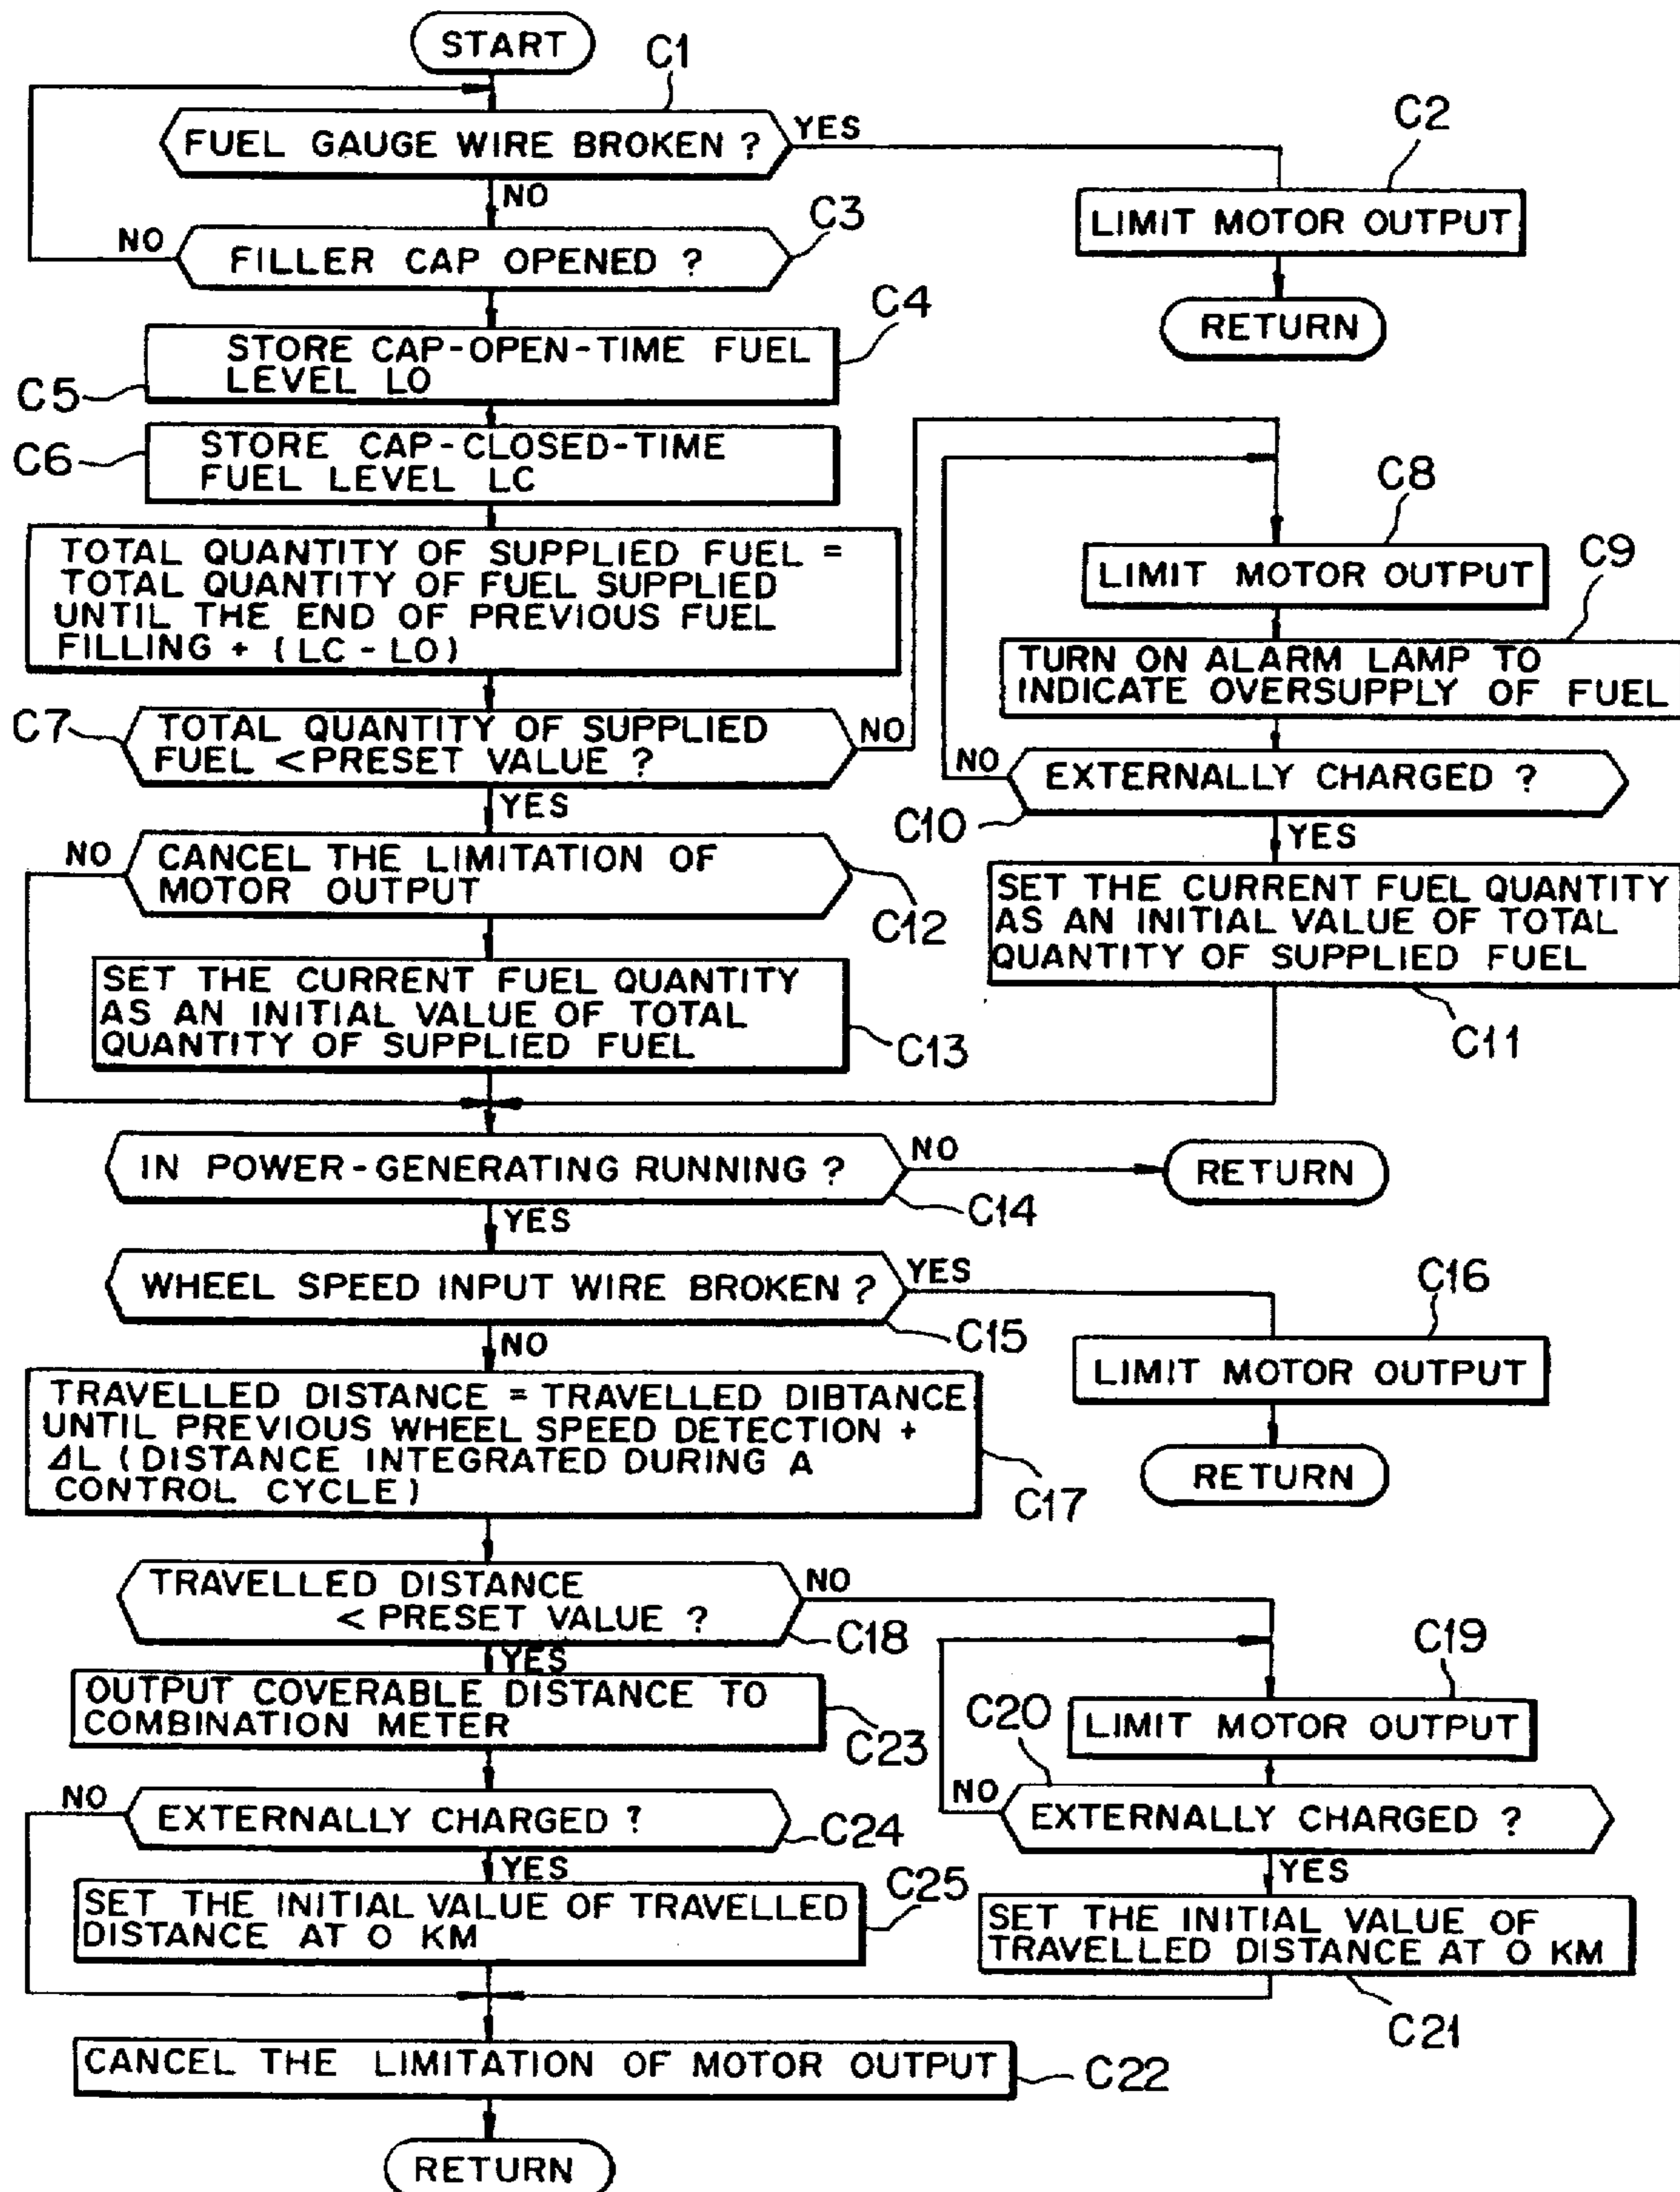 START
C1
FUEL GAUGE WIRE BROKEN ?
YES
C2
LIMIT MOTOR OUTPUT
RETURN
NO
C3
NO
FILLER CAP OPENED ?
C4
STORE CAP-OPEN-TIME FUEL
LEVEL LO
C5
C6
STORE CAP-CLOSED-TIME
FUEL LEVEL LC
TOTAL QUANTITY OF SUPPLIED FUEL =
TOTAL QUANTITY OF FUEL SUPPLIED
UNTIL THE END OF PREVIOUS FUEL
FILLING + (LC - LO)
C7
TOTAL QUANTITY OF SUPPLIED
FUEL < PRESET VALUE ?
NO
YES
C8
LIMIT MOTOR OUTPUT
C9
TURN ON ALARM LAMP TO
INDICATE OVERSUPPLY OF FUEL
NO
EXTERNALLY CHARGED ?
C10
YES
SET THE CURRENT FUEL QUANTITY
AS AN INITIAL VALUE OF TOTAL
QUANTITY OF SUPPLIED FUEL
C11
NO
CANCEL THE LIMITATION OF
MOTOR OUTPUT
C12
SET THE CURRENT FUEL QUANTITY
AS AN INITIAL VALUE OF TOTAL
QUANTITY OF SUPPLIED FUEL
C13
IN POWER-GENERATING RUNNING ?
NO
RETURN
C14
YES
WHEEL SPEED INPUT WIRE BROKEN ?
YES
C15
C16
LIMIT MOTOR OUTPUT
RETURN
NO
TRAVELLED DISTANCE = TRAVELLED DIBTANCE
UNTIL PREVIOUS WHEEL SPEED DETECTION +
⊿L (DISTANCE INTEGRATED DURING A
CONTROL CYCLE)
C17
TRAVELLED DISTANCE
< PRESET VALUE ?
NO
C18
YES
C19
LIMIT MOTOR OUTPUT
C20
NO
EXTERNALLY CHARGED ?
YES
SET THE INITIAL VALUE OF
TRAVELLED DISTANCE AT 0 KM
C21
OUTPUT COVERABLE DISTANCE TO
COMBINATION METER
C23
NO
EXTERNALLY CHARGED ?
C24
YES
C25
SET THE INITIAL VALUE OF TRAVELLED
DISTANCE AT 0 KM
CANCEL THE LIMITATION OF MOTOR OUTPUT
C22
RETURN